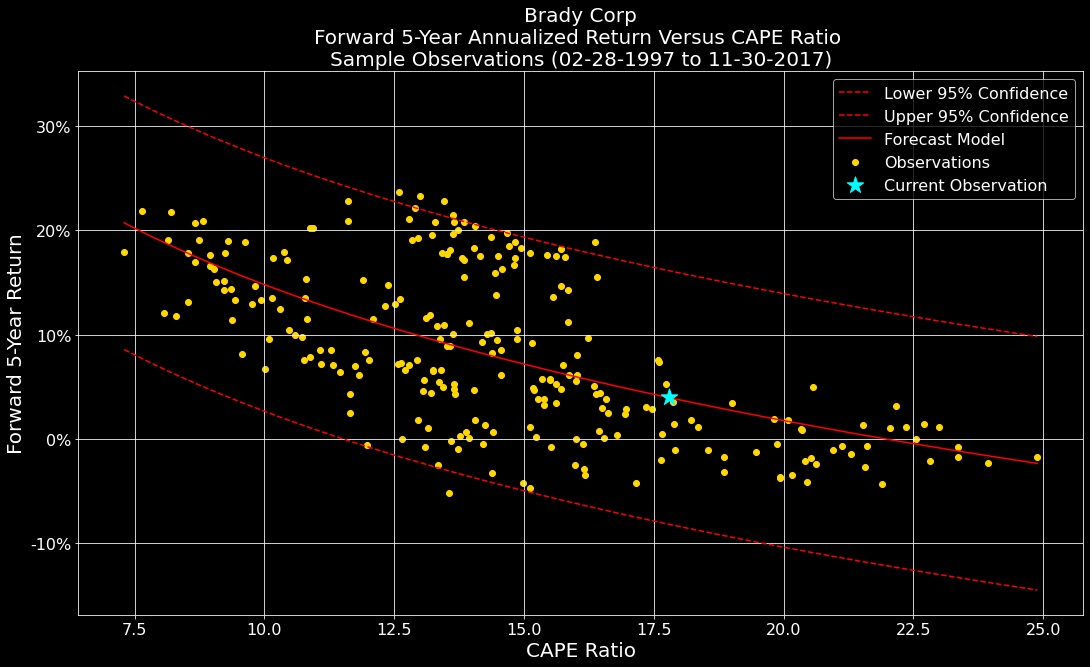 Brady Corp
Forward 5-Year Annualized Return Versus CAPE Ratio
Sample Observations (02-28-1997 to 11-30-2017)
Lower 95% Confidence
Upper 95% Confidence
Forecast Model
Observations
Current Observation
Forward 5-Year Return
30%
20%
10%
0%
-10%
7.5
10.0
12.5
15.0
17.5
20.0
22.5
25.0
CAPE Ratio